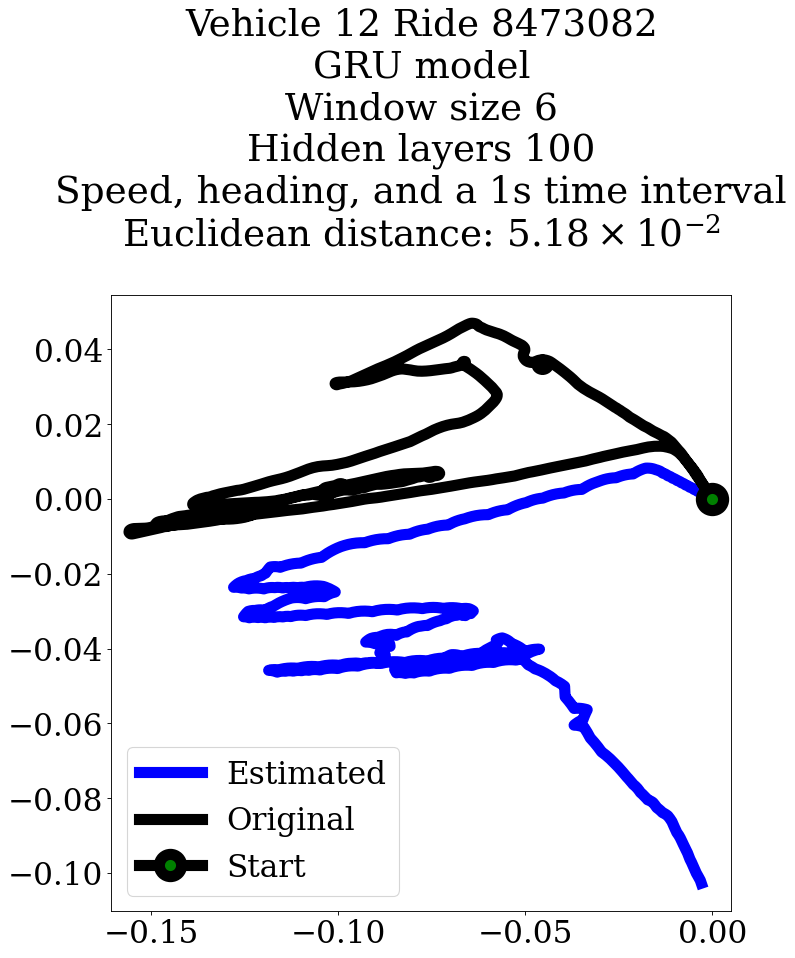 Vehicle 12 Ride 8473082
GRU model
Window size 6
Hidden layers 100
Speed, heading, and a 1s time interval
Euclidean distance: 5.18 × 10⁻²
0.04
0.02
0.00
−0.02
−0.04
−0.06
−0.08
−0.10
Estimated
Original
Start
−0.15 −0.10 −0.05 0.00